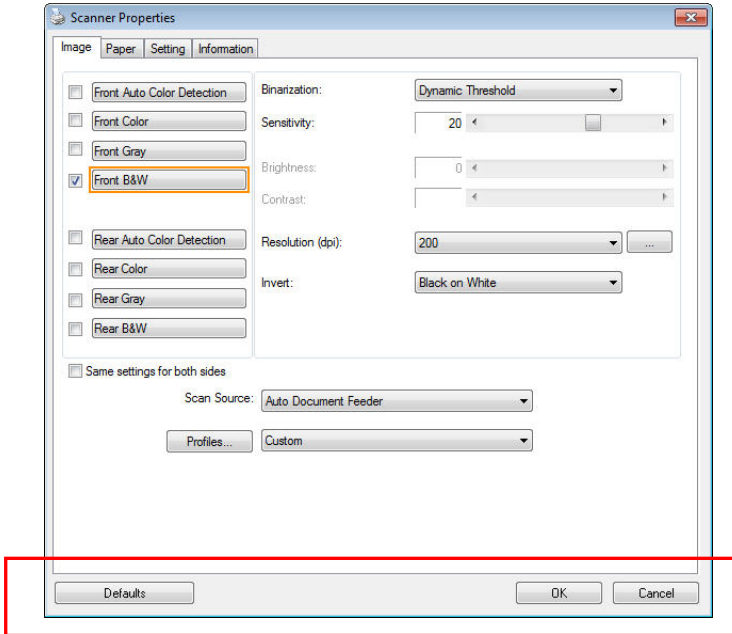 Scanner Properties
Image Paper Setting Information
Front Auto Color Detection
Front Color
Front Gray
Front B&W
Rear Auto Color Detection
Rear Color
Rear Gray
Rear B&W
Binarization: Dynamic Threshold
Sensitivity: 20
Brightness: 0
Contrast:
Resolution (dpi): 200 ...
Invert: Black on White
Same settings for both sides
Scan Source: Auto Document Feeder
Profiles... Custom
Defaults OK Cancel